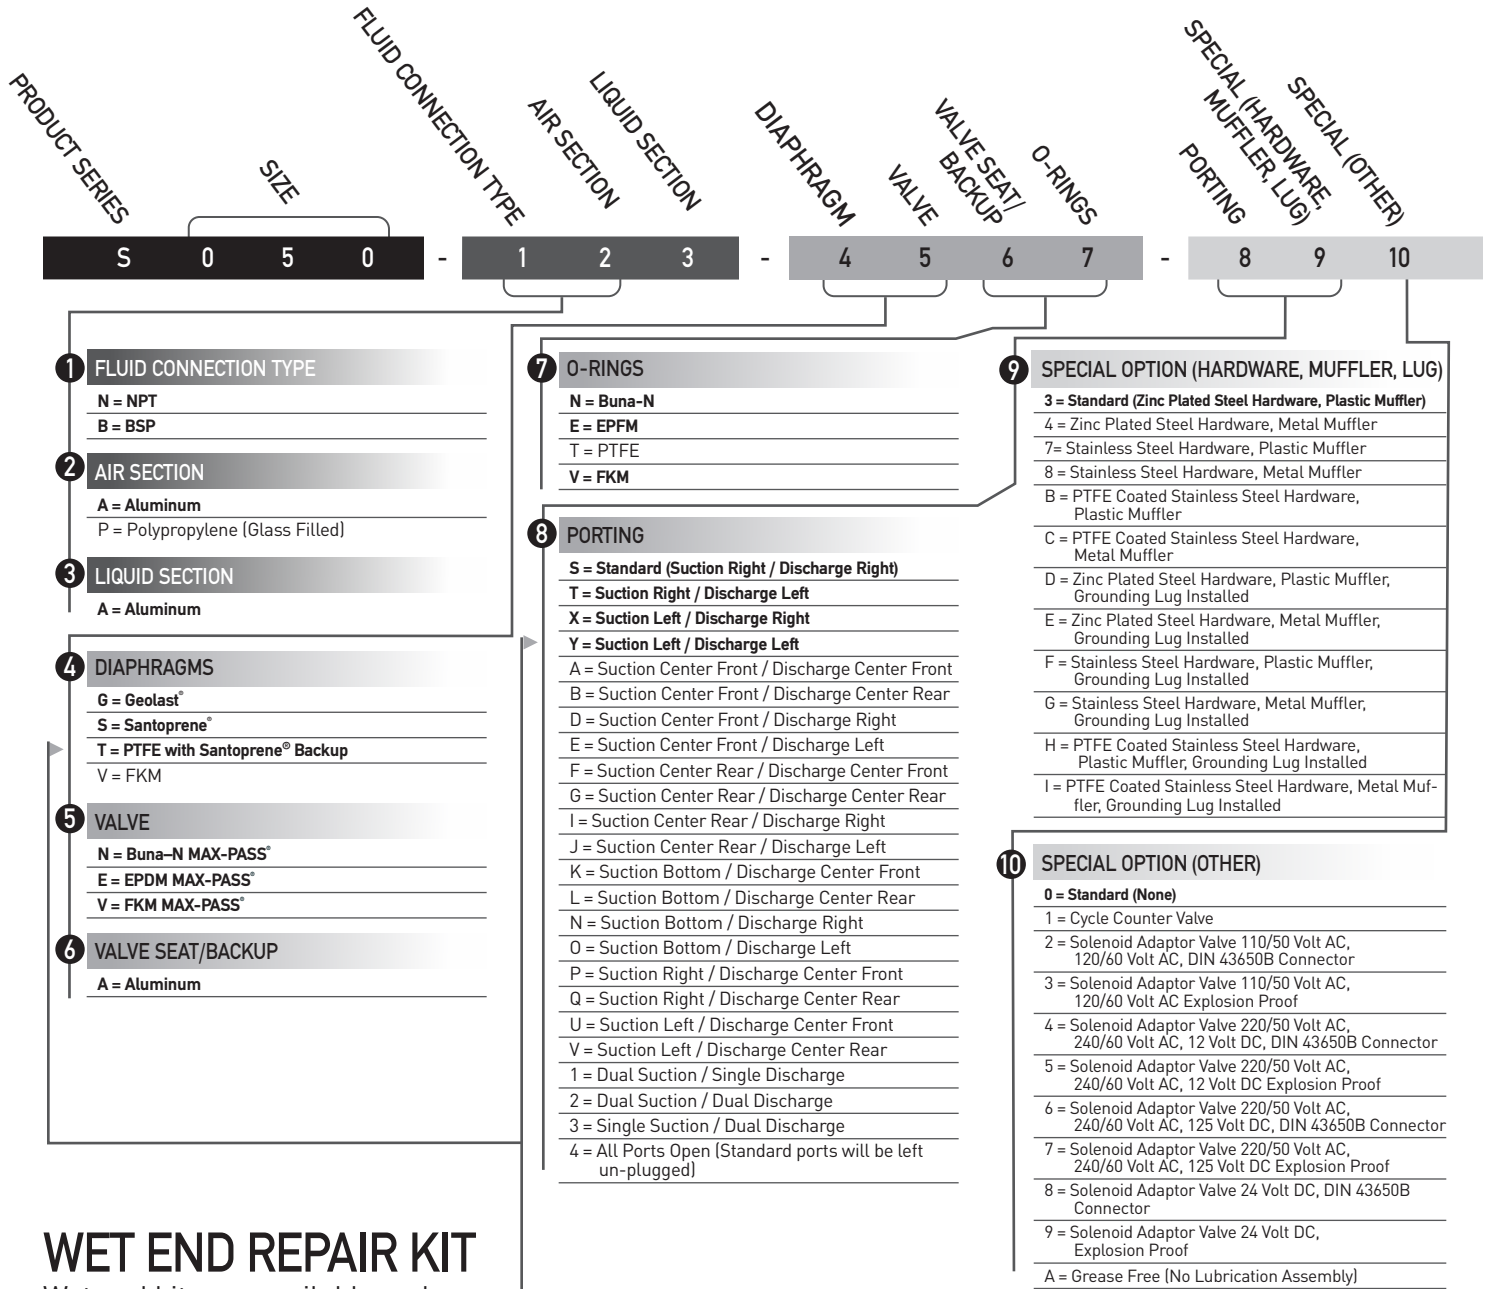 PRODUCT SERIES
SIZE
FLUID CONNECTION TYPE
AIR SECTION
LIQUID SECTION
DIAPHRAGM
VALVE
VALVE SEAT/
BACKUP
O-RINGS
PORTING
SPECIAL (HARDWARE,
MUFFLER, LUG)
SPECIAL (OTHER)
S 0 5 0 - 1 2 3 - 4 5 6 7 - 8 9 10
1 FLUID CONNECTION TYPE
N = NPT
B = BSP
2 AIR SECTION
A = Aluminum
P = Polypropylene (Glass Filled)
3 LIQUID SECTION
A = Aluminum
4 DIAPHRAGMS
G = Geolast®
S = Santoprene®
T = PTFE with Santoprene® Backup
V = FKM
5 VALVE
N = Buna–N MAX-PASS®
E = EPDM MAX-PASS®
V = FKM MAX-PASS®
6 VALVE SEAT/BACKUP
A = Aluminum
7 O-RINGS
N = Buna-N
E = EPFM
T = PTFE
V = FKM
8 PORTING
S = Standard (Suction Right / Discharge Right)
T = Suction Right / Discharge Left
X = Suction Left / Discharge Right
Y = Suction Left / Discharge Left
A = Suction Center Front / Discharge Center Front
B = Suction Center Front / Discharge Center Rear
D = Suction Center Front / Discharge Right
E = Suction Center Front / Discharge Left
F = Suction Center Rear / Discharge Center Front
G = Suction Center Rear / Discharge Center Rear
I = Suction Center Rear / Discharge Right
J = Suction Center Rear / Discharge Left
K = Suction Bottom / Discharge Center Front
L = Suction Bottom / Discharge Center Rear
N = Suction Bottom / Discharge Right
O = Suction Bottom / Discharge Left
P = Suction Right / Discharge Center Front
Q = Suction Right / Discharge Center Rear
U = Suction Left / Discharge Center Front
V = Suction Left / Discharge Center Rear
1 = Dual Suction / Single Discharge
2 = Dual Suction / Dual Discharge
3 = Single Suction / Dual Discharge
4 = All Ports Open (Standard ports will be left
un-plugged)
9 SPECIAL OPTION (HARDWARE, MUFFLER, LUG)
3 = Standard (Zinc Plated Steel Hardware, Plastic Muffler)
4 = Zinc Plated Steel Hardware, Metal Muffler
7= Stainless Steel Hardware, Plastic Muffler
8 = Stainless Steel Hardware, Metal Muffler
B = PTFE Coated Stainless Steel Hardware,
Plastic Muffler
C = PTFE Coated Stainless Steel Hardware,
Metal Muffler
D = Zinc Plated Steel Hardware, Plastic Muffler,
Grounding Lug Installed
E = Zinc Plated Steel Hardware, Metal Muffler,
Grounding Lug Installed
F = Stainless Steel Hardware, Plastic Muffler,
Grounding Lug Installed
G = Stainless Steel Hardware, Metal Muffler,
Grounding Lug Installed
H = PTFE Coated Stainless Steel Hardware,
Plastic Muffler, Grounding Lug Installed
I = PTFE Coated Stainless Steel Hardware, Metal Muf-
fler, Grounding Lug Installed
10 SPECIAL OPTION (OTHER)
0 = Standard (None)
1 = Cycle Counter Valve
2 = Solenoid Adaptor Valve 110/50 Volt AC,
120/60 Volt AC, DIN 43650B Connector
3 = Solenoid Adaptor Valve 110/50 Volt AC,
120/60 Volt AC Explosion Proof
4 = Solenoid Adaptor Valve 220/50 Volt AC,
240/60 Volt AC, 12 Volt DC, DIN 43650B Connector
5 = Solenoid Adaptor Valve 220/50 Volt AC,
240/60 Volt AC, 12 Volt DC Explosion Proof
6 = Solenoid Adaptor Valve 220/50 Volt AC,
240/60 Volt AC, 125 Volt DC, DIN 43650B Connector
7 = Solenoid Adaptor Valve 220/50 Volt AC,
240/60 Volt AC, 125 Volt DC Explosion Proof
8 = Solenoid Adaptor Valve 24 Volt DC, DIN 43650B
Connector
9 = Solenoid Adaptor Valve 24 Volt DC,
Explosion Proof
A = Grease Free (No Lubrication Assembly)
WET END REPAIR KIT